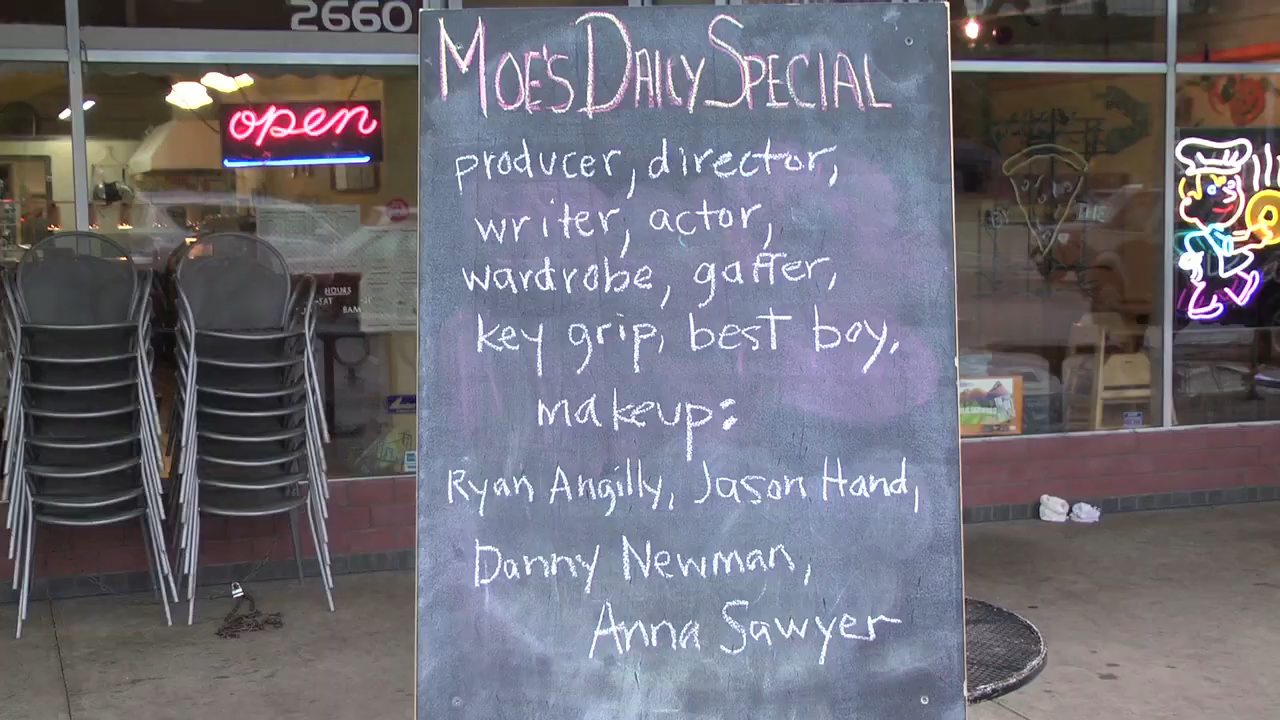 2660
open
MOE'S DAILY SPECIAL
producer, director,
writer, actor,
wardrobe, gaffer,
key grip, best boy,
makeup:
Ryan Angilly, Jason Hand,
Danny Newman,
Anna Sawyer
HOURS